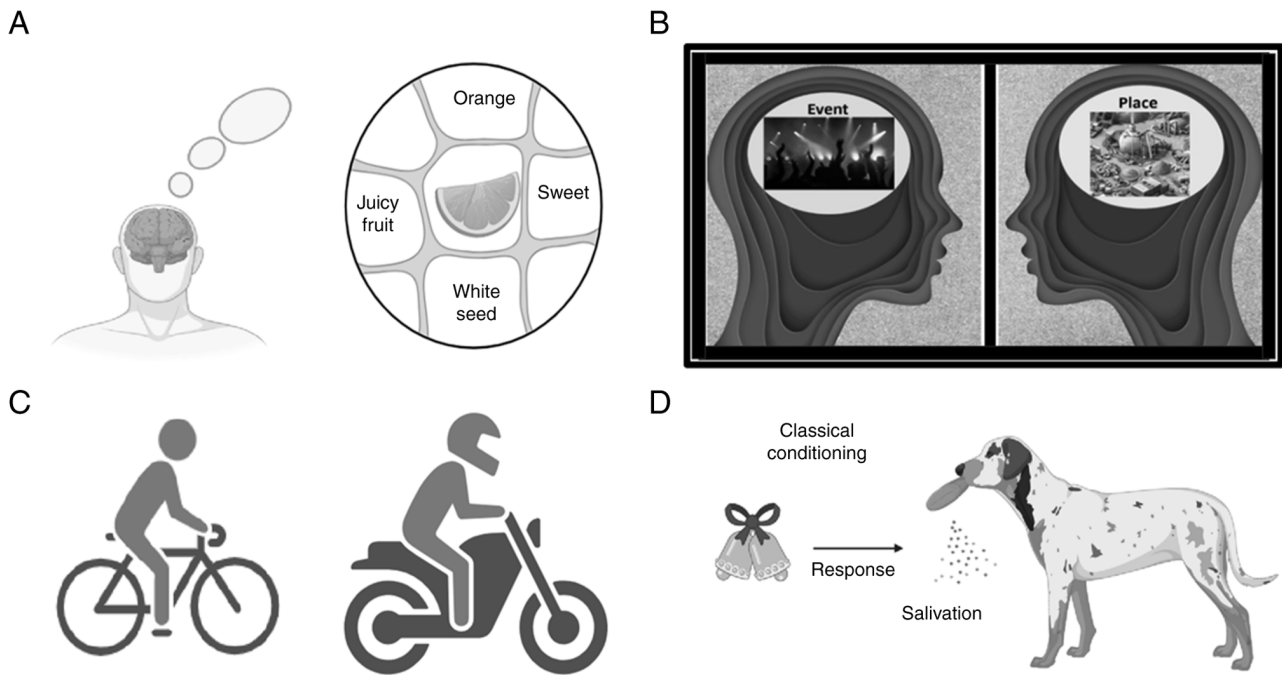 A
Orange
Juicy
fruit
Sweet
White
seed
B
Event
Place
C
D
Classical
conditioning
Response
Salivation